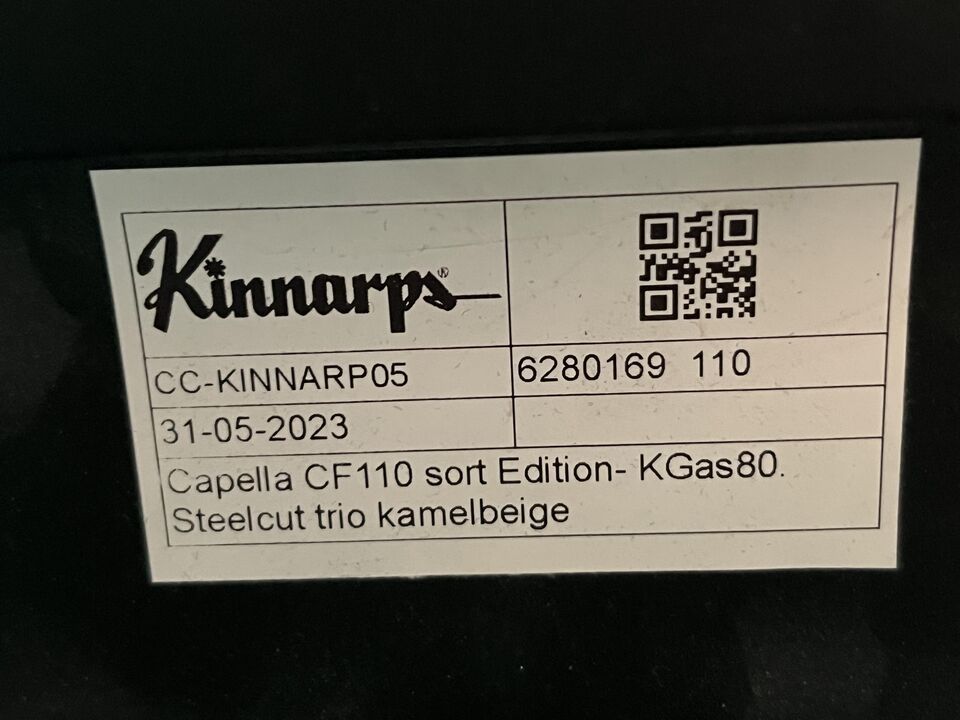 Kinnarps®
CC-KINNARP05
6280169 110
31-05-2023
Capella CF110 sort Edition- KGas80.
Steelcut trio kamelbeige